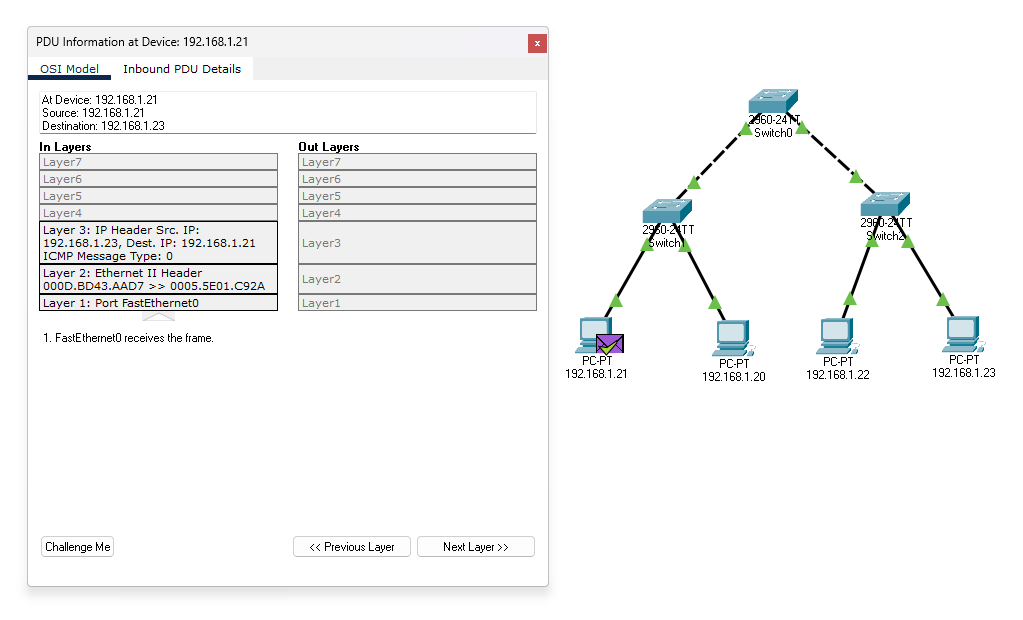 PDU Information at Device: 192.168.1.21
x
OSI Model
Inbound PDU Details
At Device: 192.168.1.21
Source: 192.168.1.21
Destination: 192.168.1.23
In Layers
Layer7
Layer6
Layer5
Layer4
Layer 3: IP Header Src. IP:
192.168.1.23, Dest. IP: 192.168.1.21
ICMP Message Type: 0
Layer 2: Ethernet II Header
000D.BD43.AAD7 >> 0005.5E01.C92A
Layer 1: Port FastEthernet0
Out Layers
Layer7
Layer6
Layer5
Layer4
Layer3
Layer2
Layer1
1. FastEthernet0 receives the frame.
Challenge Me
<< Previous Layer
Next Layer >>
2960-24TT
Switch0
2960-24TT
Switch1
2960-24TT
Switch2
PC-PT
192.168.1.21
PC-PT
192.168.1.20
PC-PT
192.168.1.22
PC-PT
192.168.1.23